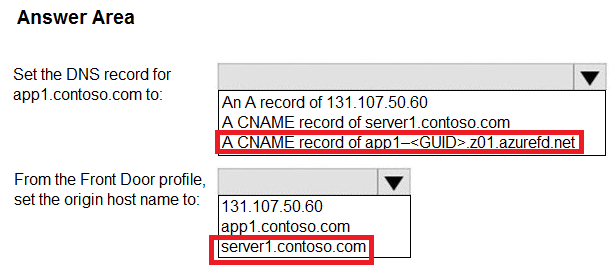 Answer Area
Set the DNS record for
app1.contoso.com to:
An A record of 131.107.50.60
A CNAME record of server1.contoso.com
A CNAME record of app1–<GUID>.z01.azurefd.net
From the Front Door profile,
set the origin host name to:
131.107.50.60
app1.contoso.com
server1.contoso.com